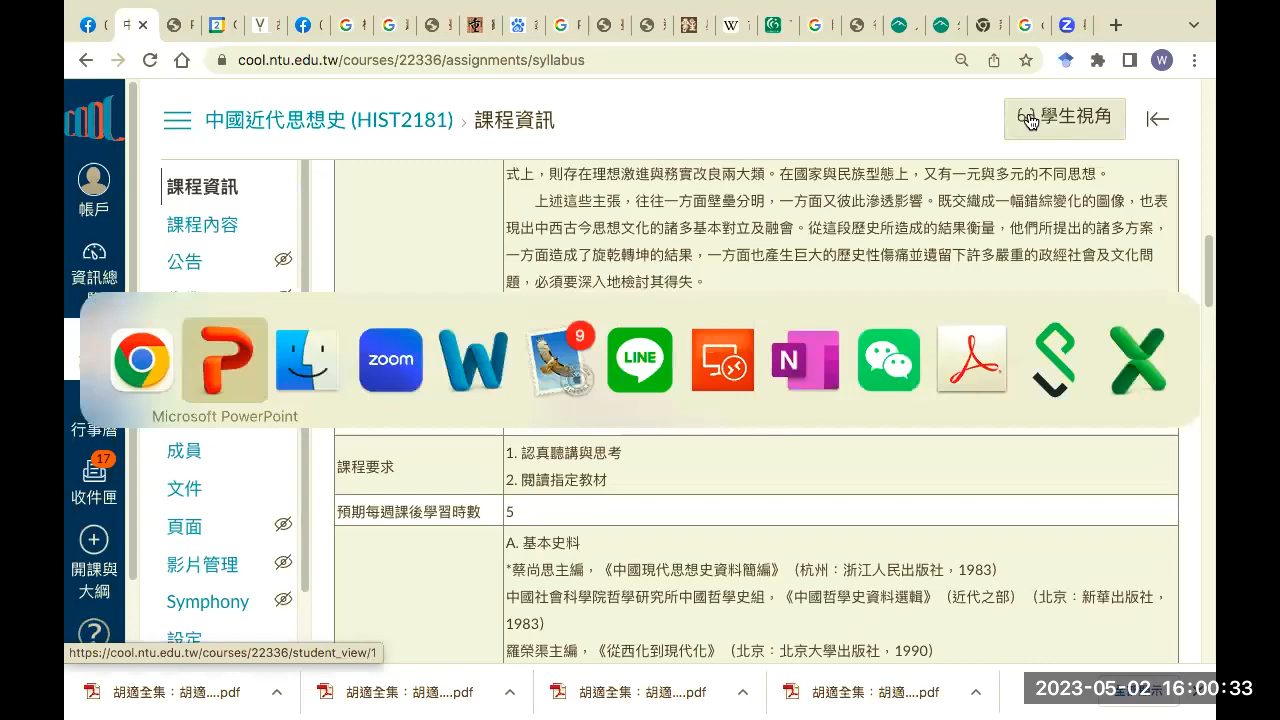 cool.ntu.edu.tw/courses/22336/assignments/syllabus
W
中國近代思想史 (HIST2181) › 課程資訊
學生視角
帳戶
資訊總
行事曆
17
收件匣
開課與
大綱
課程資訊
課程內容
公告
成員
文件
頁面
影片管理
Symphony
設定
式上，則存在理想激進與務實改良兩大類。在國家與民族型態上，又有一元與多元的不同思想。
上述這些主張，往往一方面壁壘分明，一方面又彼此滲透影響。既交織成一幅錯綜變化的圖像，也表
現出中西古今思想文化的諸多基本對立及融會。從這段歷史所造成的結果衡量，他們所提出的諸多方案，
一方面造成了旋乾轉坤的結果，一方面也產生巨大的歷史性傷痛並遺留下許多嚴重的政經社會及文化問
題，必須要深入地檢討其得失。
zoom
9
LINE
N
Microsoft PowerPoint
課程要求
1. 認真聽講與思考
2. 閱讀指定教材
預期每週課後學習時數
5
A. 基本史料
*蔡尚思主編，《中國現代思想史資料簡編》（杭州：浙江人民出版社，1983）
中國社會科學院哲學研究所中國哲學史組，《中國哲學史資料選輯》（近代之部）（北京：新華出版社，
1983）
羅榮渠主編，《從西化到現代化》（北京：北京大學出版社，1990）
https://cool.ntu.edu.tw/courses/22336/student_view/1
胡適全集：胡適....pdf
胡適全集：胡適....pdf
胡適全集：胡適....pdf
胡適全集：胡適....pdf
2023-05-02 16:00:33